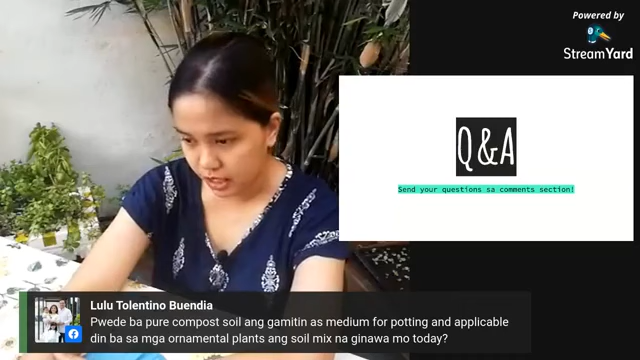 Powered by
StreamYard
Q&A
Send your questions sa comments section!
Lulu Tolentino Buendia
Pwede ba pure compost soil ang gamitin as medium for potting and applicable
din ba sa mga ornamental plants ang soil mix na ginawa mo today?